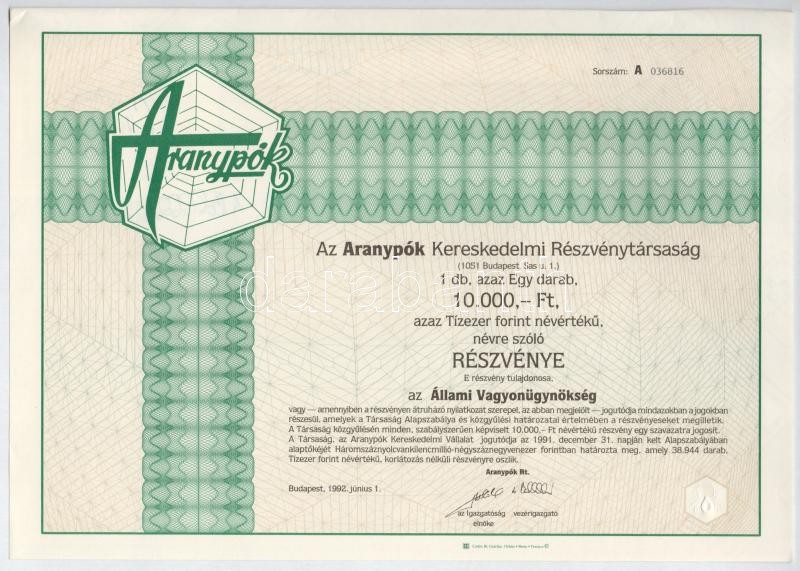 Sorszám: A 036816
Aranypók
Az Aranypók Kereskedelmi Részvénytársaság
(1051 Budapest, Sas u. 1.)
1 db, azaz Egy darab,
10.000,– Ft,
azaz Tízezer forint névértékű,
névre szóló
RÉSZVÉNYE
E részvény tulajdonosa,
az Állami Vagyonügynökség
vagy — amennyiben a részvényen átruházó nyilatkozat szerepel, az abban megjelölt — jogutódja mindazokban a jogokban
részesül, amelyek a Társaság Alapszabálya és közgyűlési határozatai értelmében a részvényeseket megilletik.
A Társaság közgyűlésén minden, szabályszerűen képviselt 10.000,– Ft névértékű részvény egy szavazatra jogosít.
A Társaság, az Aranypók Kereskedelmi Vállalat jogutódja az 1991. december 31. napján kelt Alapszabályában
alaptőkéjét Háromszáznyolcvankilencmillió-négyszáznegyvenezer forintban határozta meg, amely 38.944 darab,
Tízezer forint névértékű, korlátozás nélküli részvényre oszlik.
Aranypók Rt.
Budapest, 1992. június 1.
az Igazgatóság vezérigazgató
elnöke